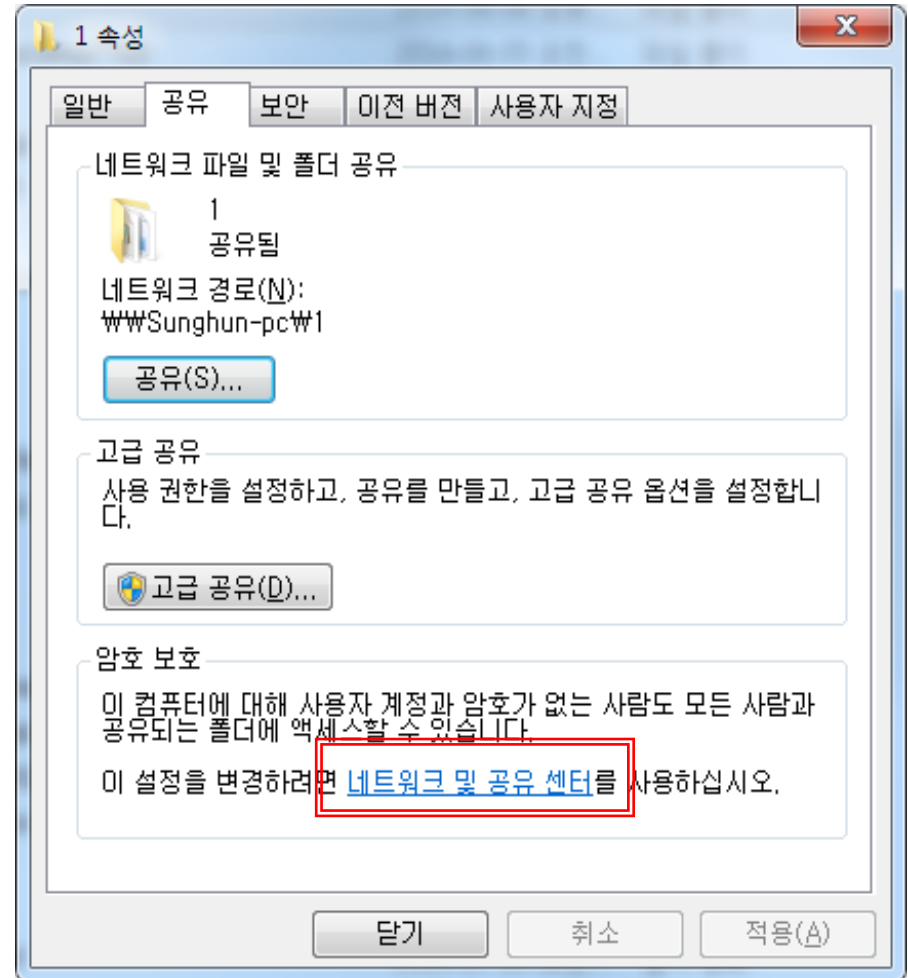 1 속성
X
일반 공유 보안 이전 버전 사용자 지정
네트워크 파일 및 폴더 공유
1
공유됨
네트워크 경로(N):
₩₩Sunghun-pc₩1
공유(S)...
고급 공유
사용 권한을 설정하고, 공유를 만들고, 고급 공유 옵션을 설정합니
다.
고급 공유(D)...
암호 보호
이 컴퓨터에 대해 사용자 계정과 암호가 없는 사람도 모든 사람과
공유되는 폴더에 액세스할 수 있습니다.
이 설정을 변경하려면 네트워크 및 공유 센터를 사용하십시오.
닫기 취소 적용(A)